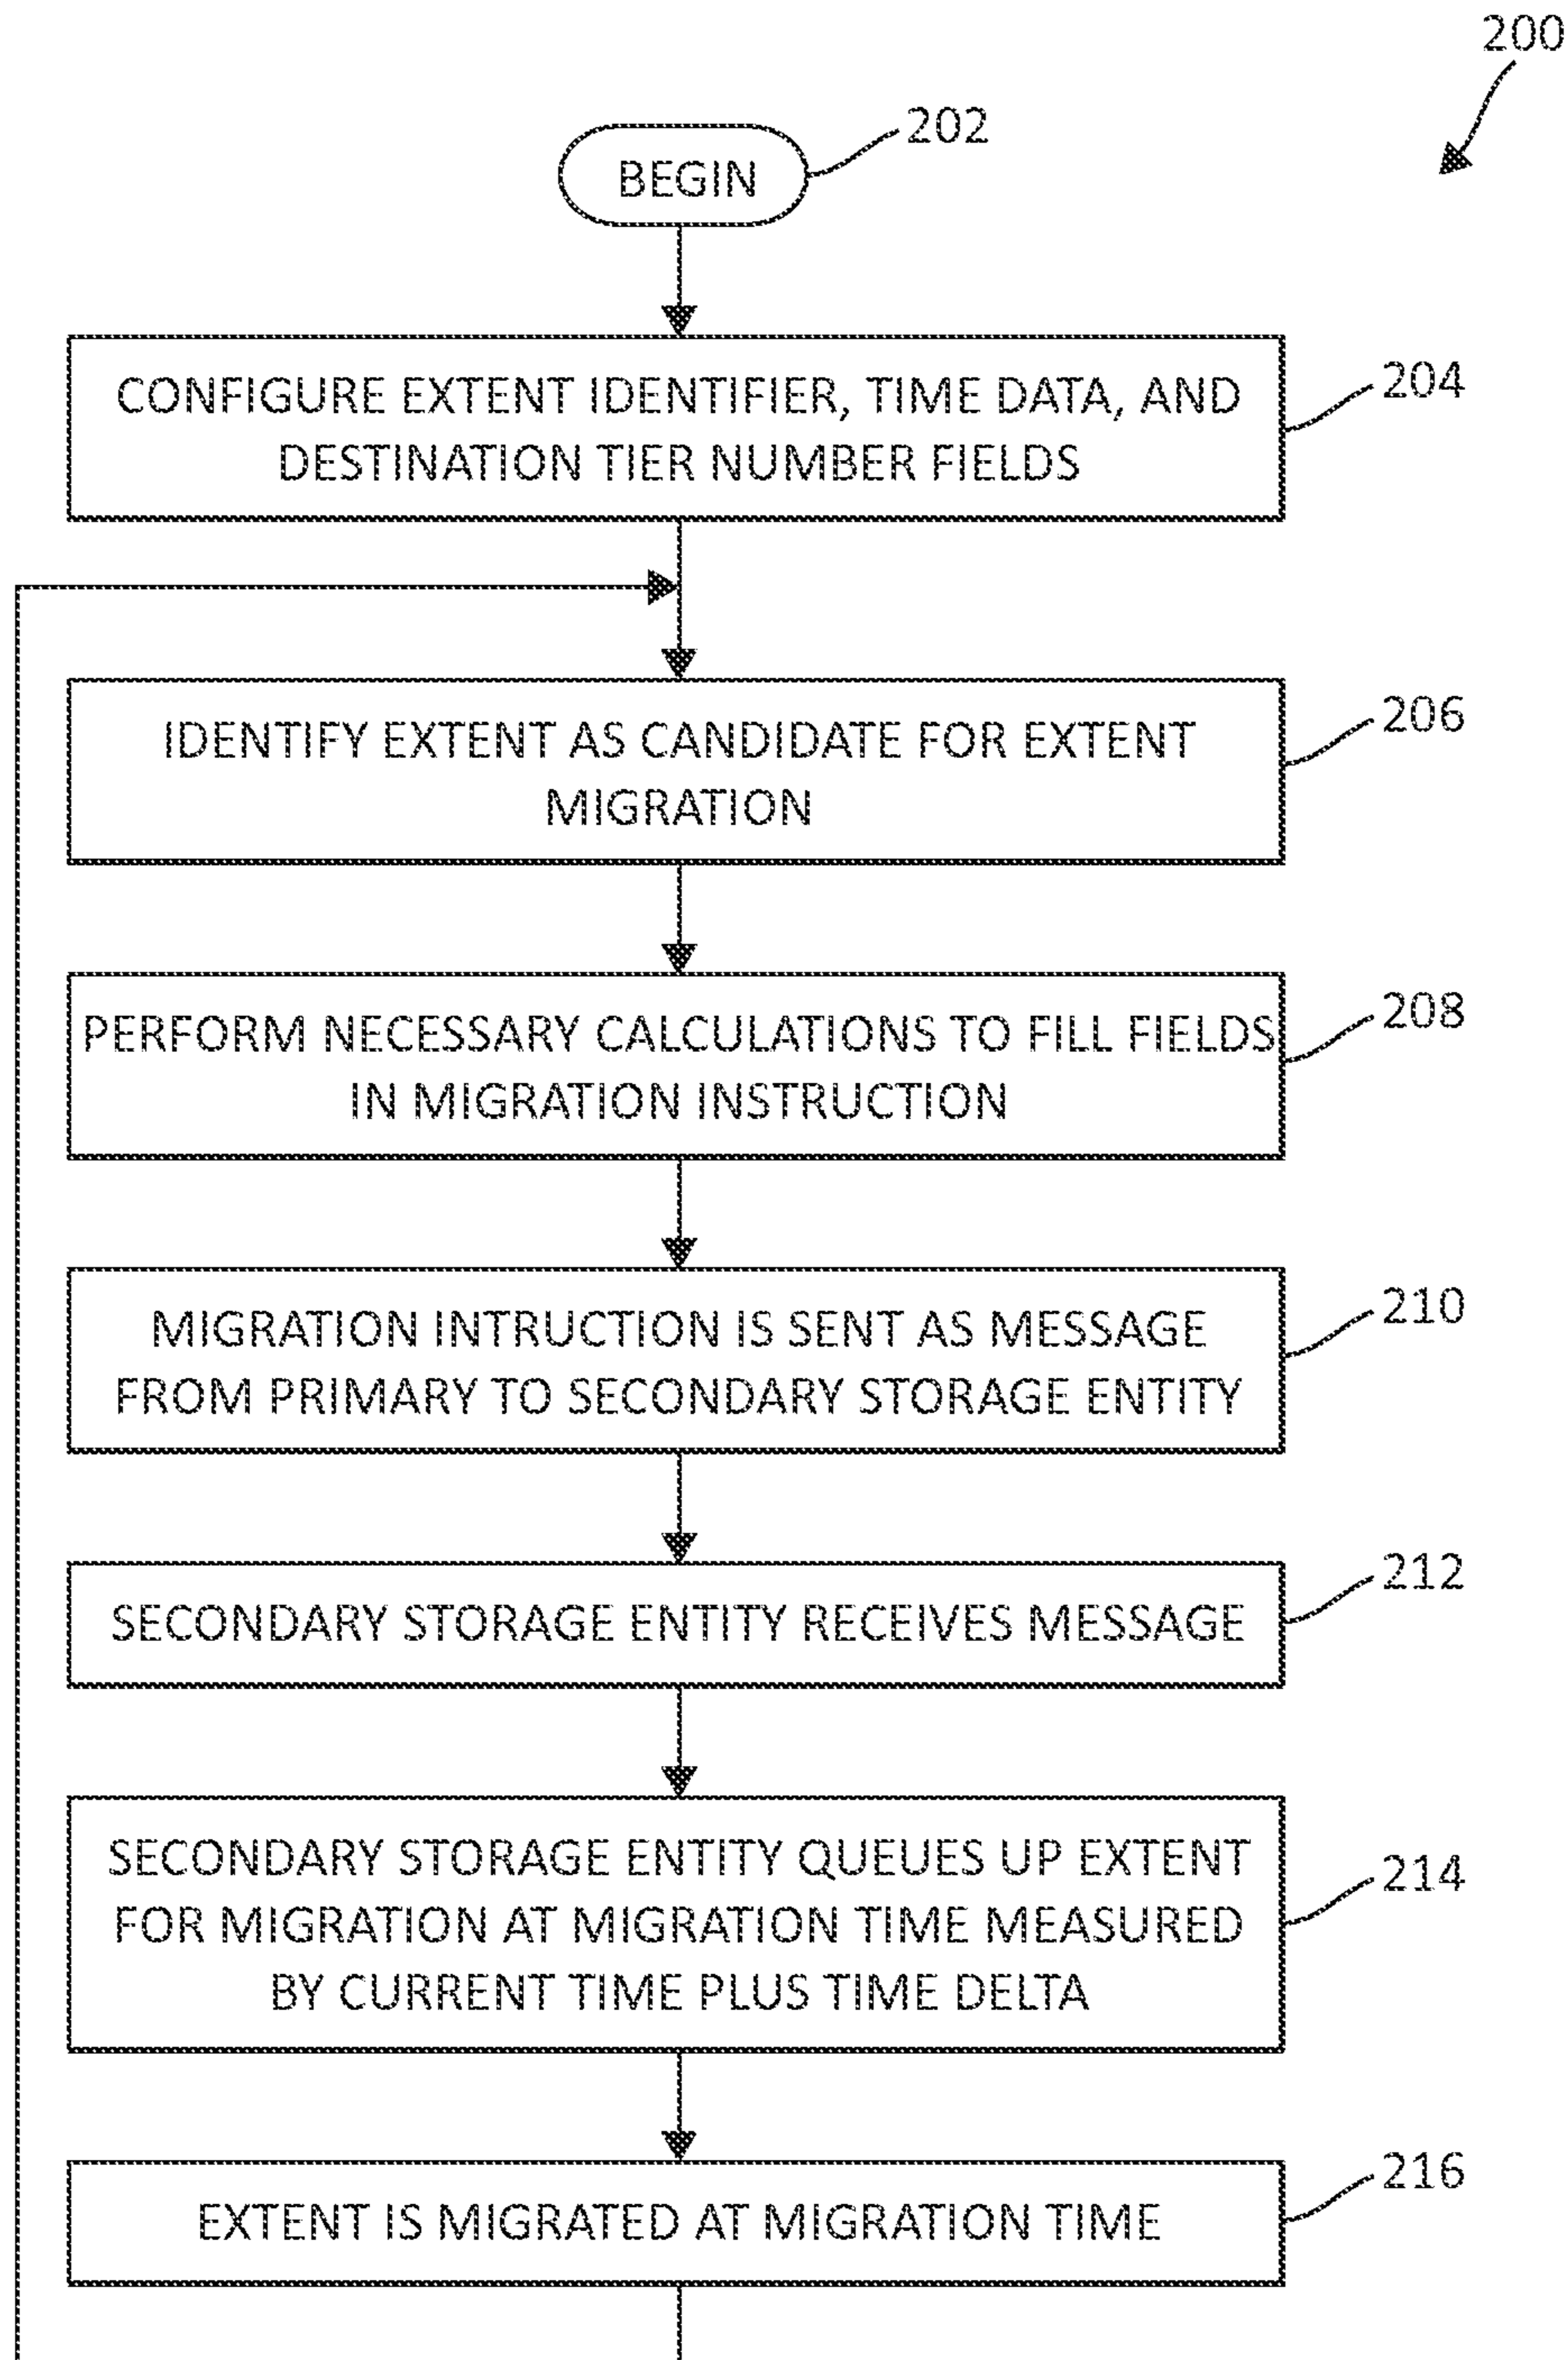 200
202
BEGIN
CONFIGURE EXTENT IDENTIFIER, TIME DATA, AND
DESTINATION TIER NUMBER FIELDS
204
IDENTIFY EXTENT AS CANDIDATE FOR EXTENT
MIGRATION
206
PERFORM NECESSARY CALCULATIONS TO FILL FIELDS
IN MIGRATION INSTRUCTION
208
MIGRATION INTRUCTION IS SENT AS MESSAGE
FROM PRIMARY TO SECONDARY STORAGE ENTITY
210
SECONDARY STORAGE ENTITY RECEIVES MESSAGE
212
SECONDARY STORAGE ENTITY QUEUES UP EXTENT
FOR MIGRATION AT MIGRATION TIME MEASURED
BY CURRENT TIME PLUS TIME DELTA
214
EXTENT IS MIGRATED AT MIGRATION TIME
216